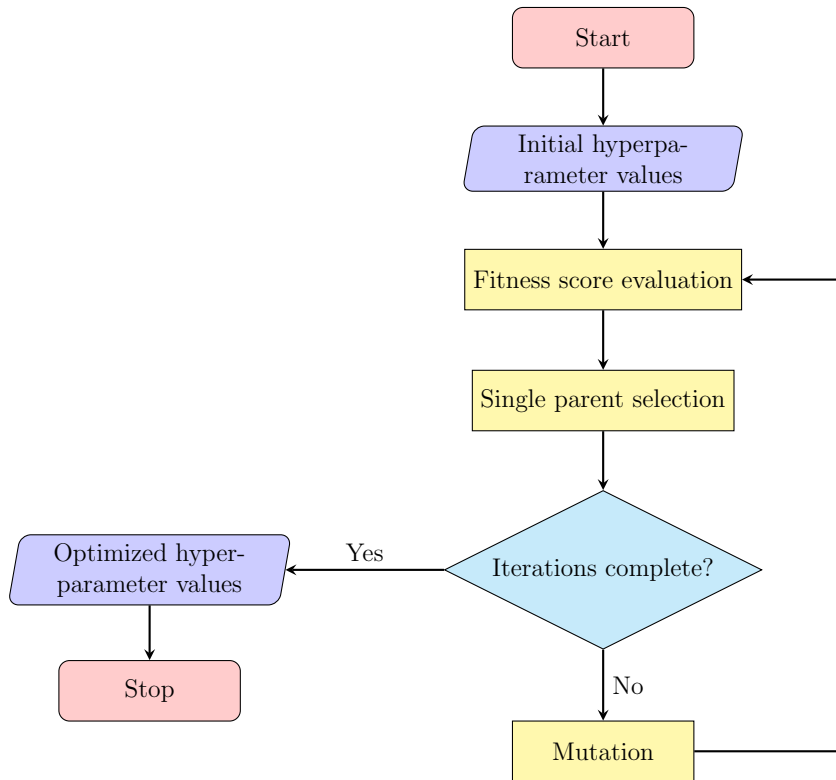 Start
Initial hyperpa-
rameter values
Fitness score evaluation
Single parent selection
Iterations complete?
Yes
Optimized hyper-
parameter values
Stop
No
Mutation